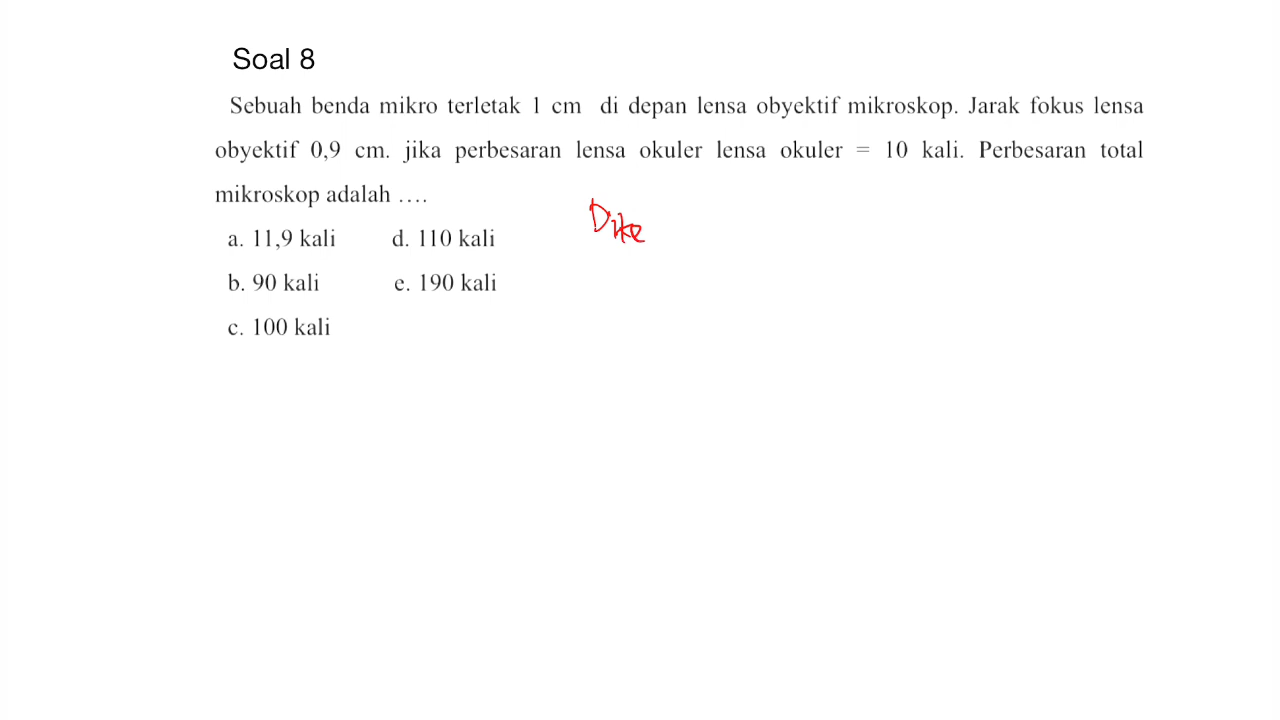 Soal 8
Sebuah benda mikro terletak 1 cm di depan lensa obyektif mikroskop. Jarak fokus lensa
obyektif 0,9 cm. jika perbesaran lensa okuler lensa okuler = 10 kali. Perbesaran total
mikroskop adalah ....
Dike
a. 11,9 kali d. 110 kali
b. 90 kali e. 190 kali
c. 100 kali